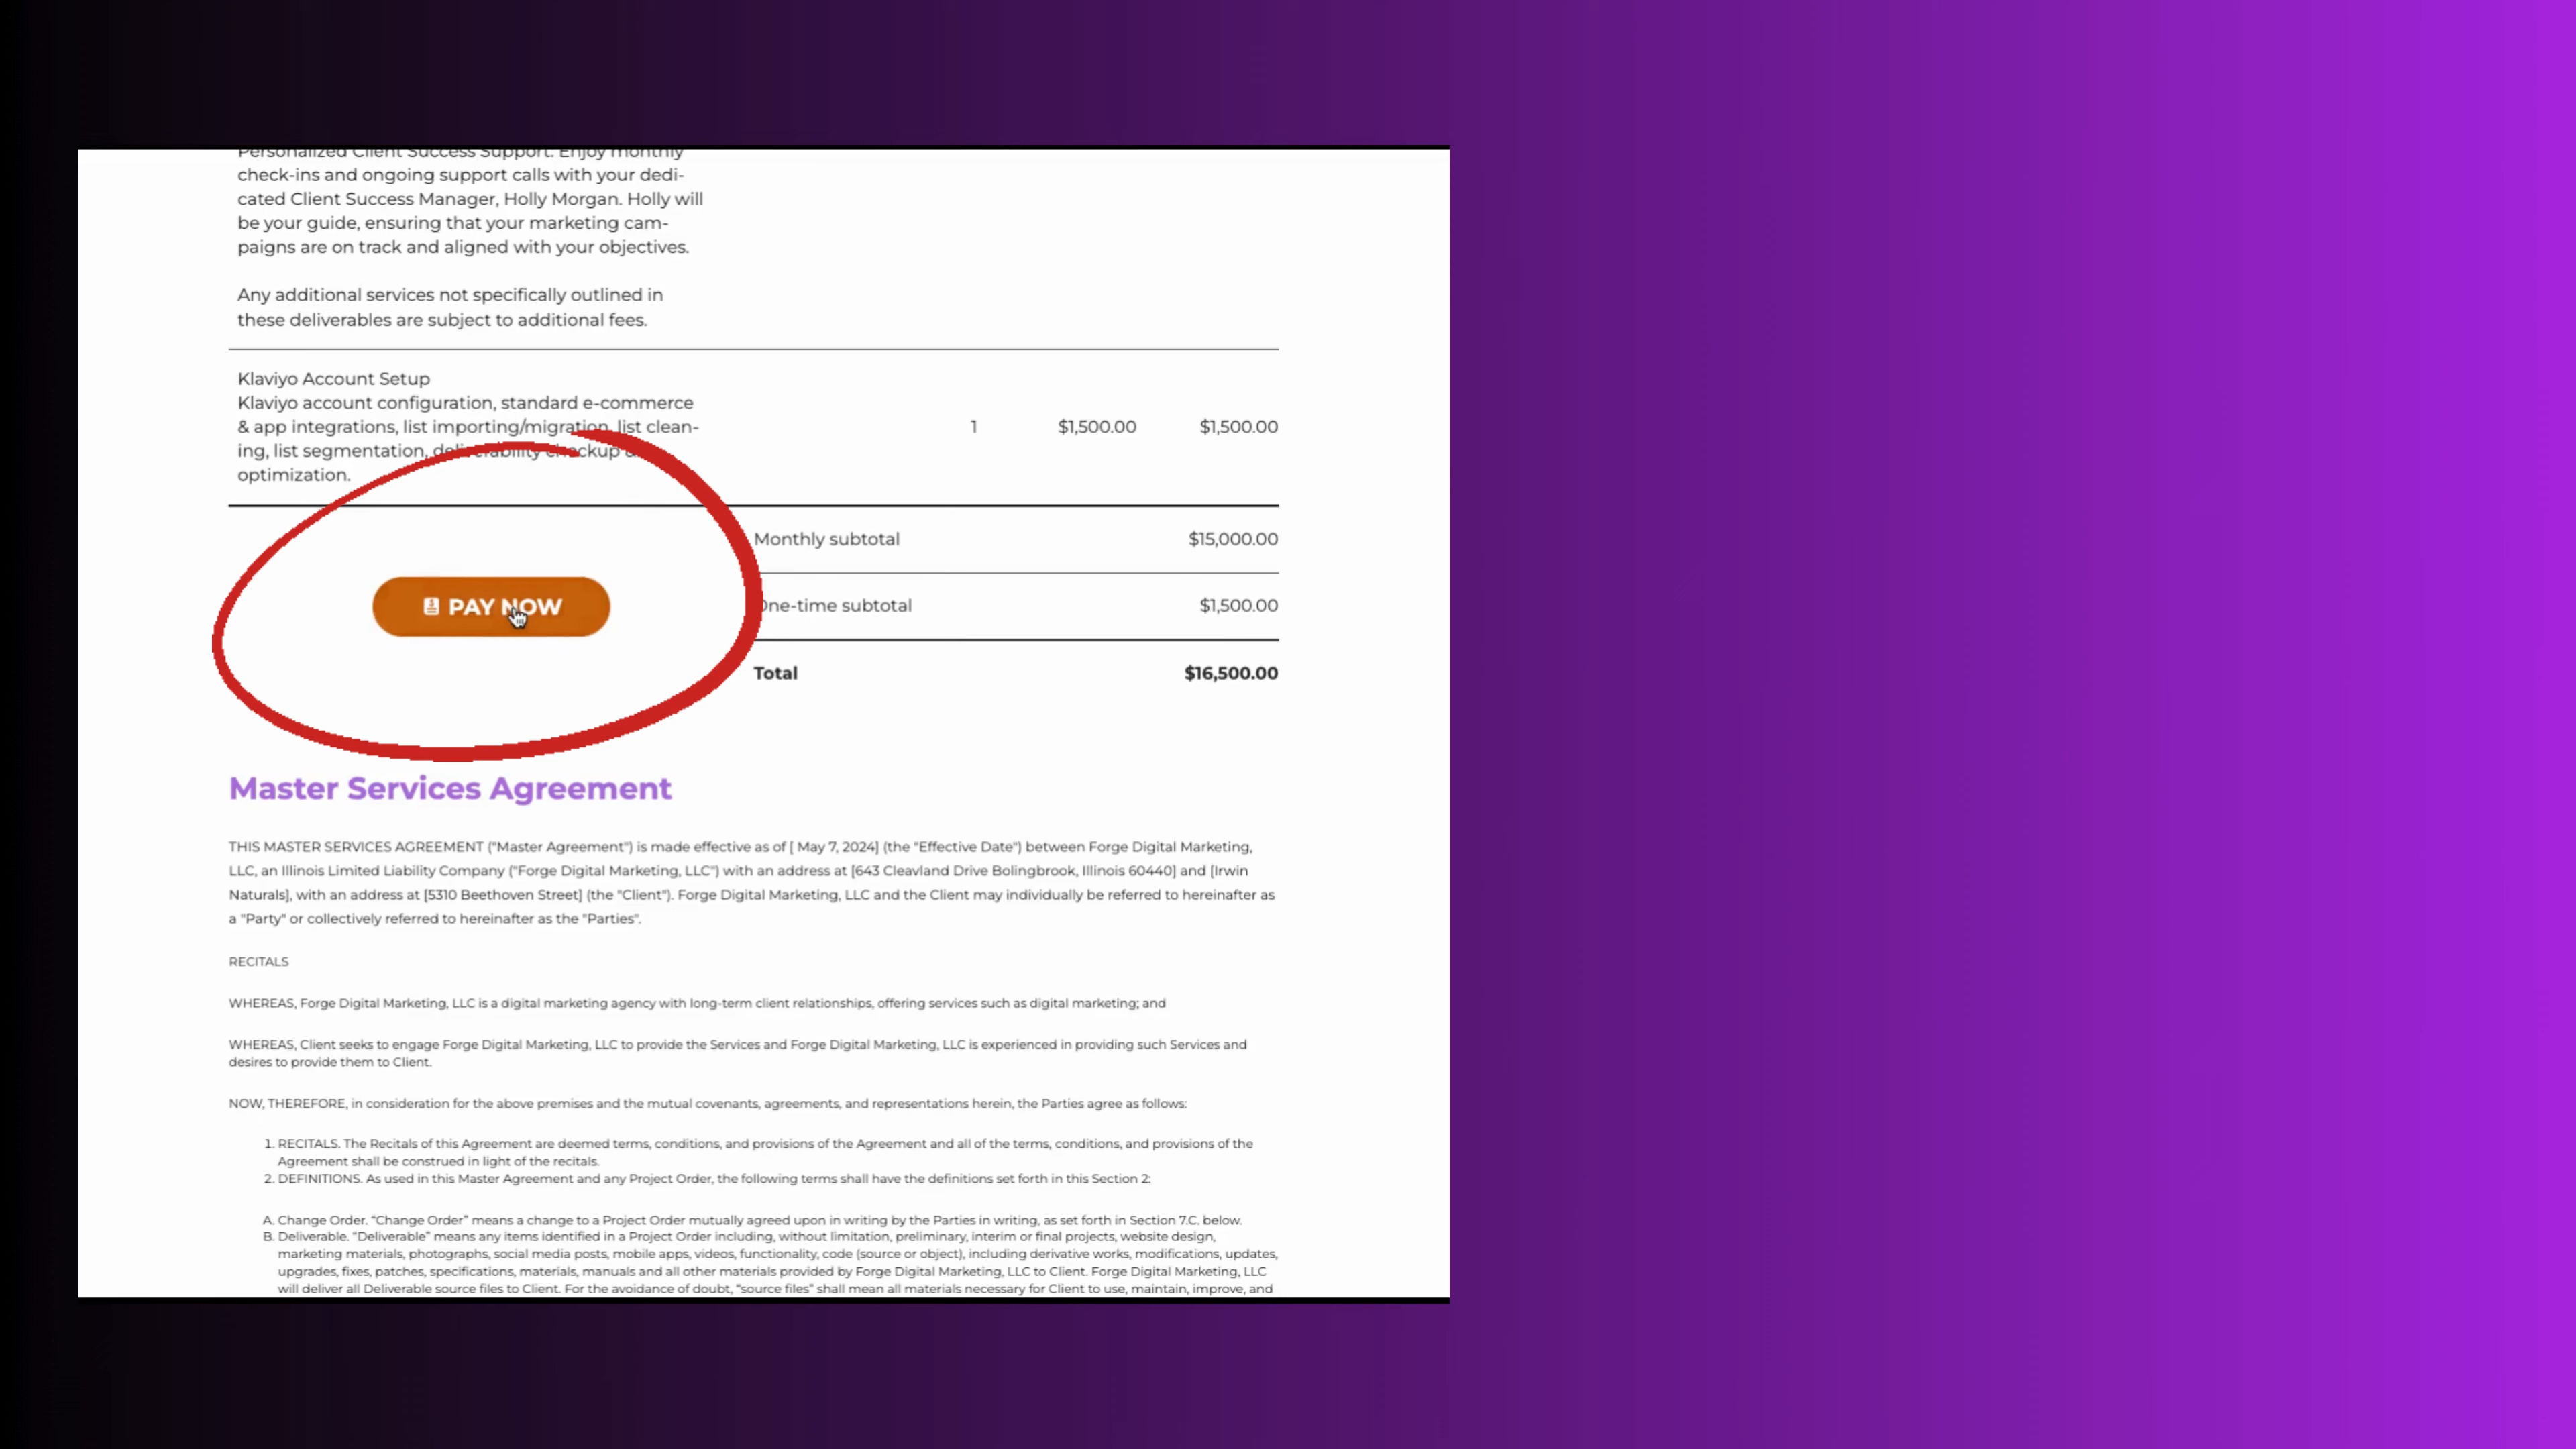 Personalized Client Success Support. Enjoy monthly
check-ins and ongoing support calls with your dedi-
cated Client Success Manager, Holly Morgan. Holly will
be your guide, ensuring that your marketing cam-
paigns are on track and aligned with your objectives.
Any additional services not specifically outlined in
these deliverables are subject to additional fees.
Klaviyo Account Setup
Klaviyo account configuration, standard e-commerce
& app integrations, list importing/migration, list clean-
ing, list segmentation, deliverability checkup &
optimization.
1 $1,500.00 $1,500.00
Monthly subtotal $15,000.00
PAY NOW
One-time subtotal $1,500.00
Total $16,500.00
Master Services Agreement
THIS MASTER SERVICES AGREEMENT ("Master Agreement") is made effective as of [ May 7, 2024] (the "Effective Date") between Forge Digital Marketing,
LLC, an Illinois Limited Liability Company ("Forge Digital Marketing, LLC") with an address at [643 Cleavland Drive Bolingbrook, Illinois 60440] and [Irwin
Naturals], with an address at [5310 Beethoven Street] (the "Client"). Forge Digital Marketing, LLC and the Client may individually be referred to hereinafter as
a "Party" or collectively referred to hereinafter as the "Parties".
RECITALS
WHEREAS, Forge Digital Marketing, LLC is a digital marketing agency with long-term client relationships, offering services such as digital marketing; and
WHEREAS, Client seeks to engage Forge Digital Marketing, LLC to provide the Services and Forge Digital Marketing, LLC is experienced in providing such Services and
desires to provide them to Client.
NOW, THEREFORE, in consideration for the above premises and the mutual covenants, agreements, and representations herein, the Parties agree as follows:
1. RECITALS. The Recitals of this Agreement are deemed terms, conditions, and provisions of the Agreement and all of the terms, conditions, and provisions of the
Agreement shall be construed in light of the recitals.
2. DEFINITIONS. As used in this Master Agreement and any Project Order, the following terms shall have the definitions set forth in this Section 2:
A. Change Order. “Change Order” means a change to a Project Order mutually agreed upon in writing by the Parties in writing, as set forth in Section 7.C. below.
B. Deliverable. “Deliverable” means any items identified in a Project Order including, without limitation, preliminary, interim or final projects, website design,
marketing materials, photographs, social media posts, mobile apps, videos, functionality, code (source or object), including derivative works, modifications, updates,
upgrades, fixes, patches, specifications, materials, manuals and all other materials provided by Forge Digital Marketing, LLC to Client. Forge Digital Marketing, LLC
will deliver all Deliverable source files to Client. For the avoidance of doubt, “source files” shall mean all materials necessary for Client to use, maintain, improve, and